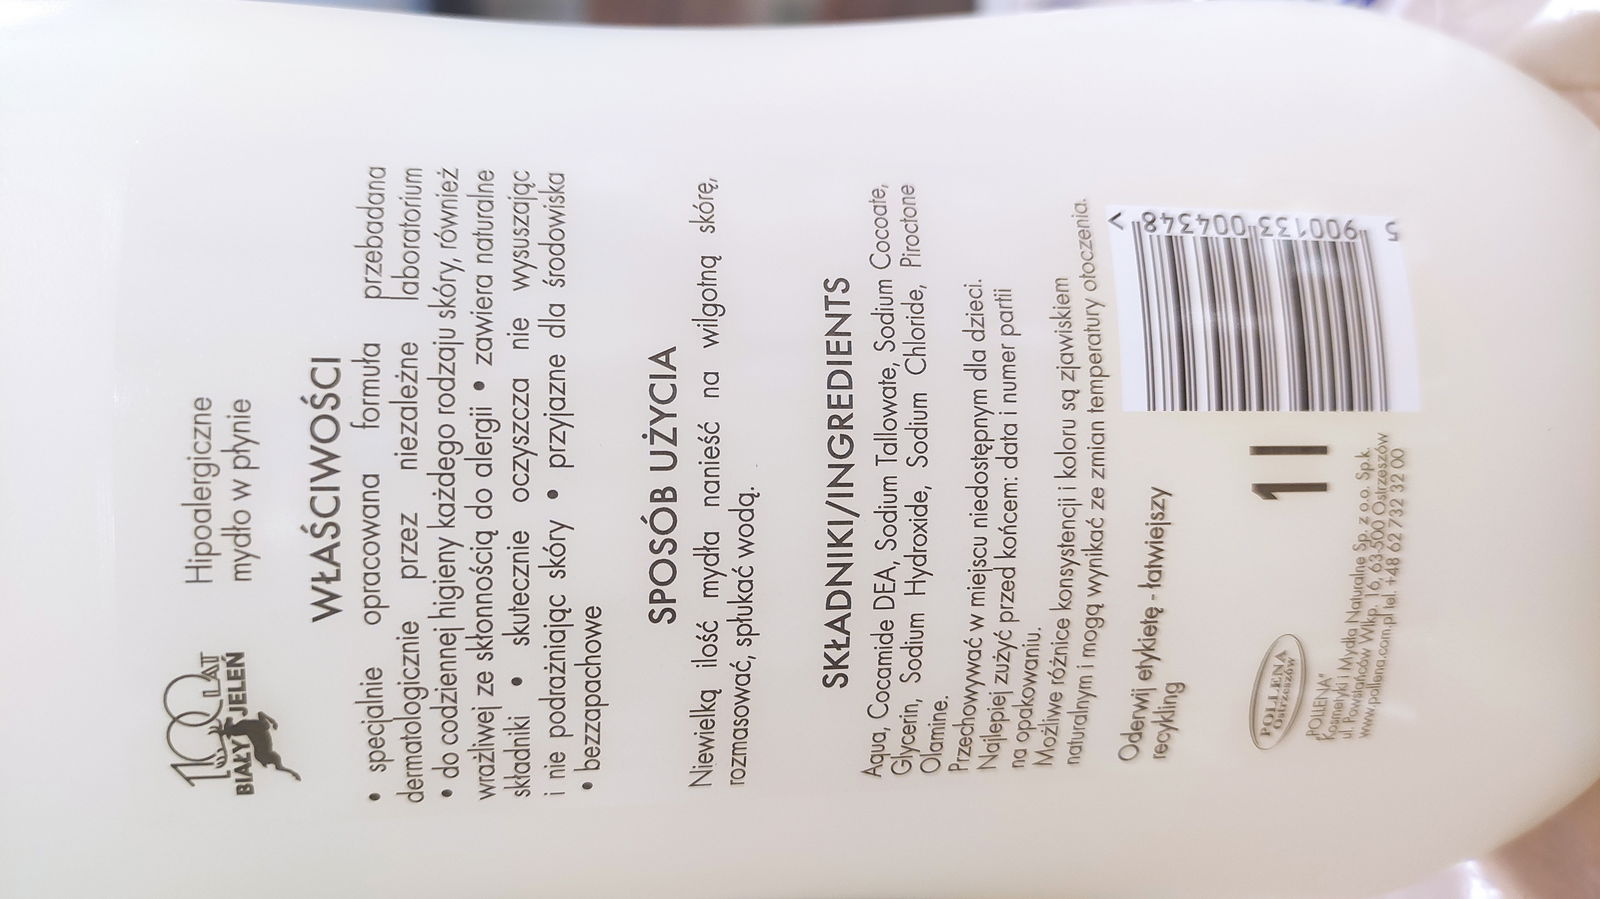 100 LAT
BIAŁY JELEŃ
Hipoalergiczne
mydło w płynie
WŁAŚCIWOŚCI
• specjalnie opracowana formuła przebadana
dermatologicznie przez niezależne laboratorium
• do codziennej higieny każdego rodzaju skóry, również
wrażliwej ze skłonnością do alergii • zawiera naturalne
składniki • skutecznie oczyszcza nie wysuszając
i nie podrażniając skóry • przyjazne dla środowiska
• bezzapachowe
SPOSÓB UŻYCIA
Niewielką ilość mydła nanieść na wilgotną skórę,
rozmasować, spłukać wodą.
SKŁADNIKI/INGREDIENTS
Aqua, Cocamide DEA, Sodium Tallowate, Sodium Cocoate,
Glycerin, Sodium Hydroxide, Sodium Chloride, Piroctone
Olamine.
Przechowywać w miejscu niedostępnym dla dzieci.
Najlepiej zużyć przed końcem: data i numer partii
na opakowaniu.
Możliwe różnice konsystencji i koloru są zjawiskiem
naturalnym i mogą wynikać ze zmian temperatury otoczenia.
Oderwij etykietę - łatwiejszy
recykling
POLLENA
Ostrzeszów
1l
„POLLENA"
Kosmetyki i Mydła Naturalne Sp. z o.o. Sp.k.
ul. Powstańców Wlkp. 16, 63-500 Ostrzeszów
www.pollena.com.pl tel. +48 62 732 32 00
5 900133 004348 >